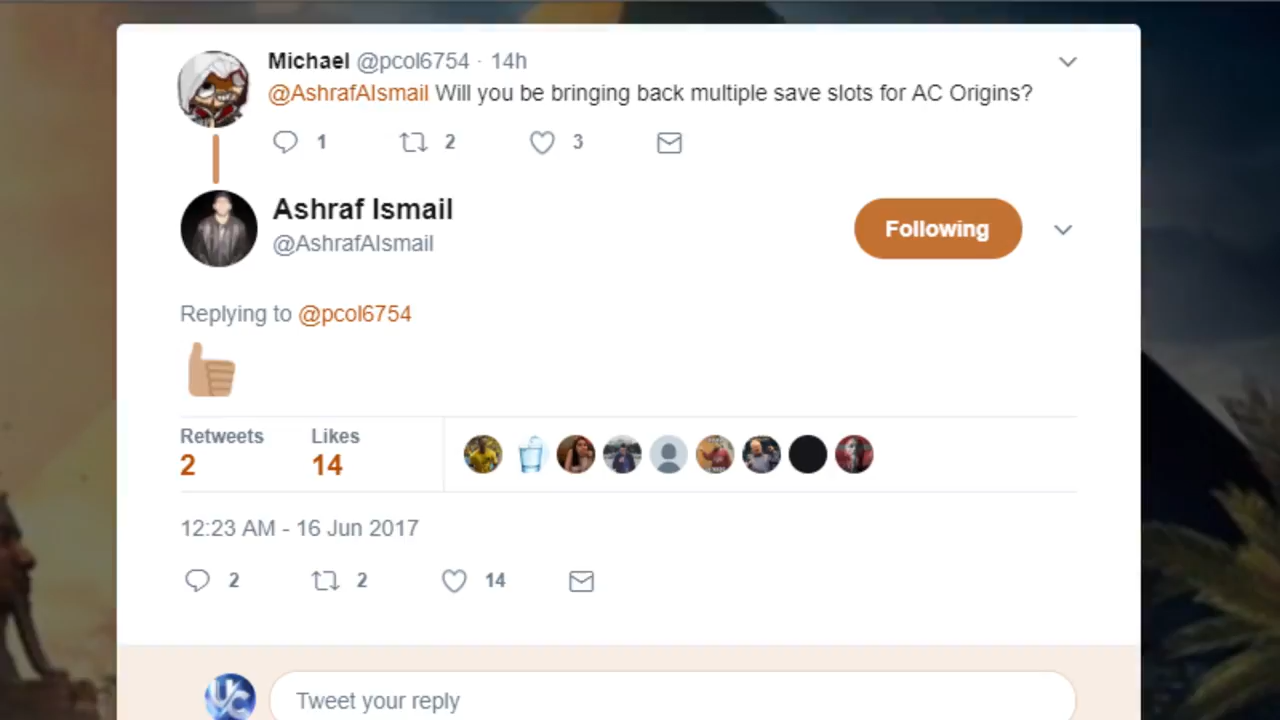 Michael @pcol6754 · 14h
@AshrafAIsmail Will you be bringing back multiple save slots for AC Origins?
1 2 3
Ashraf Ismail
@AshrafAIsmail
Following
Replying to @pcol6754
Retweets Likes
2 14
12:23 AM - 16 Jun 2017
2 2 14
UC
Tweet your reply